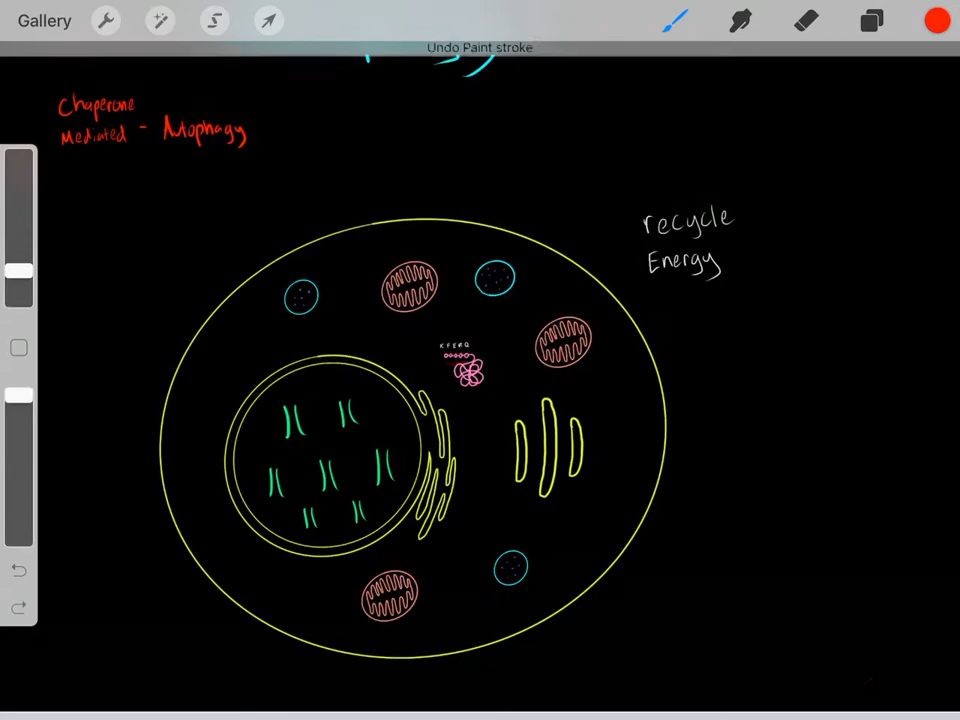 Gallery
Undo Paint stroke
Chaperone
Mediated - Autophagy
recycle
Energy
KFERQ